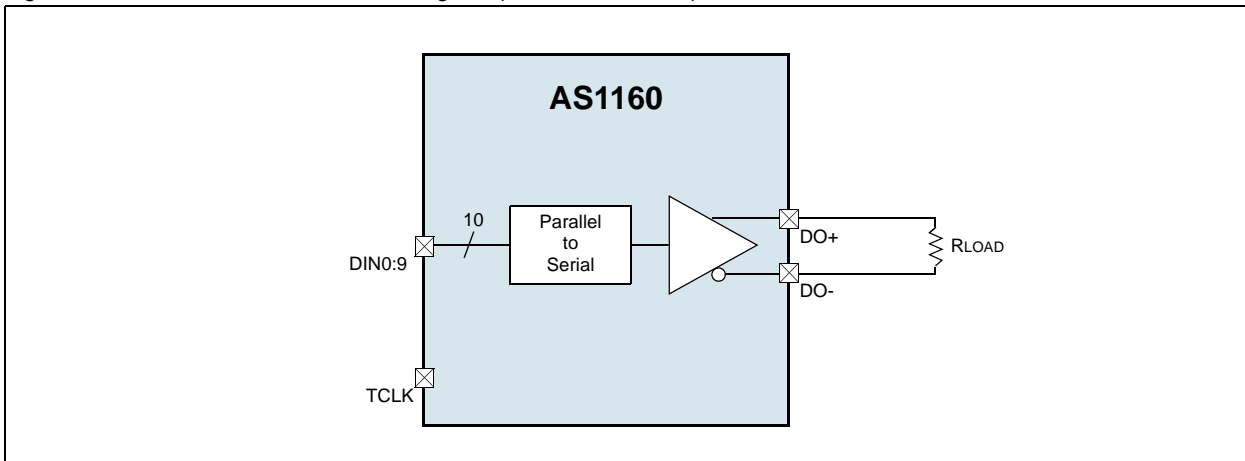 AS1160
10
Parallel
to
Serial
DIN0:9
DO+
RLOAD
DO-
TCLK